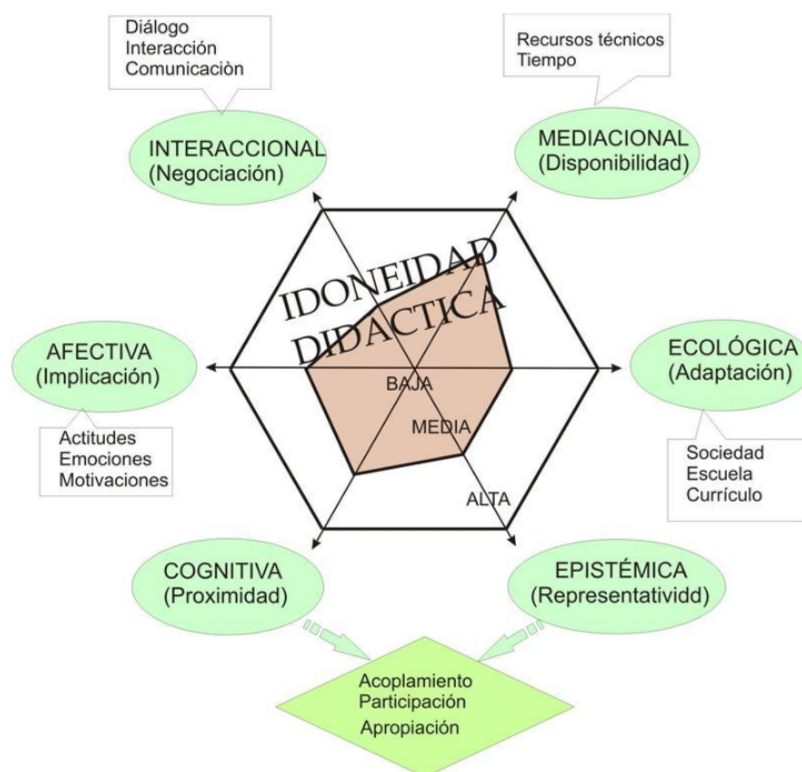 Diálogo
Interacción
Comunicaciòn
Recursos técnicos
Tiempo
INTERACCIONAL
(Negociación)
MEDIACIONAL
(Disponibilidad)
IDONEIDAD
DIDACTICA
AFECTIVA
(Implicación)
ECOLÓGICA
(Adaptación)
BAJA
MEDIA
ALTA
Actitudes
Emociones
Motivaciones
Sociedad
Escuela
Currículo
COGNITIVA
(Proximidad)
EPISTÉMICA
(Representatividd)
Acoplamiento
Participación
Apropiación